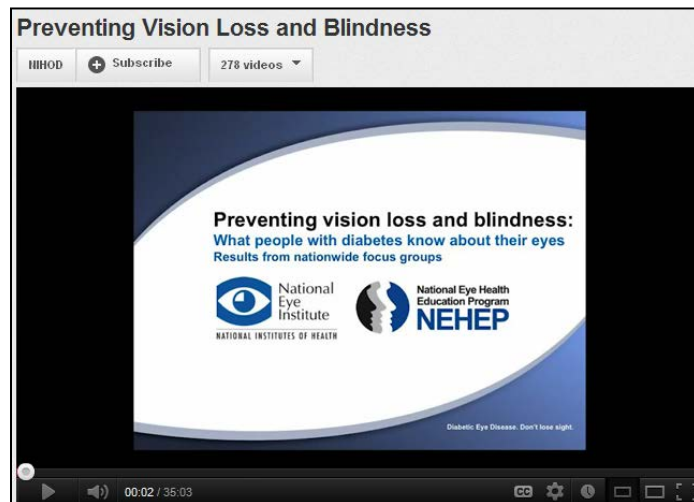 Preventing Vision Loss and Blindness
NIHOD Subscribe 278 videos
Preventing vision loss and blindness:
What people with diabetes know about their eyes
Results from nationwide focus groups
National
Eye
Institute
NATIONAL INSTITUTES OF HEALTH
National Eye Health
Education Program
NEHEP
Diabetic Eye Disease. Don't lose sight.
00:02 / 35:03 CC